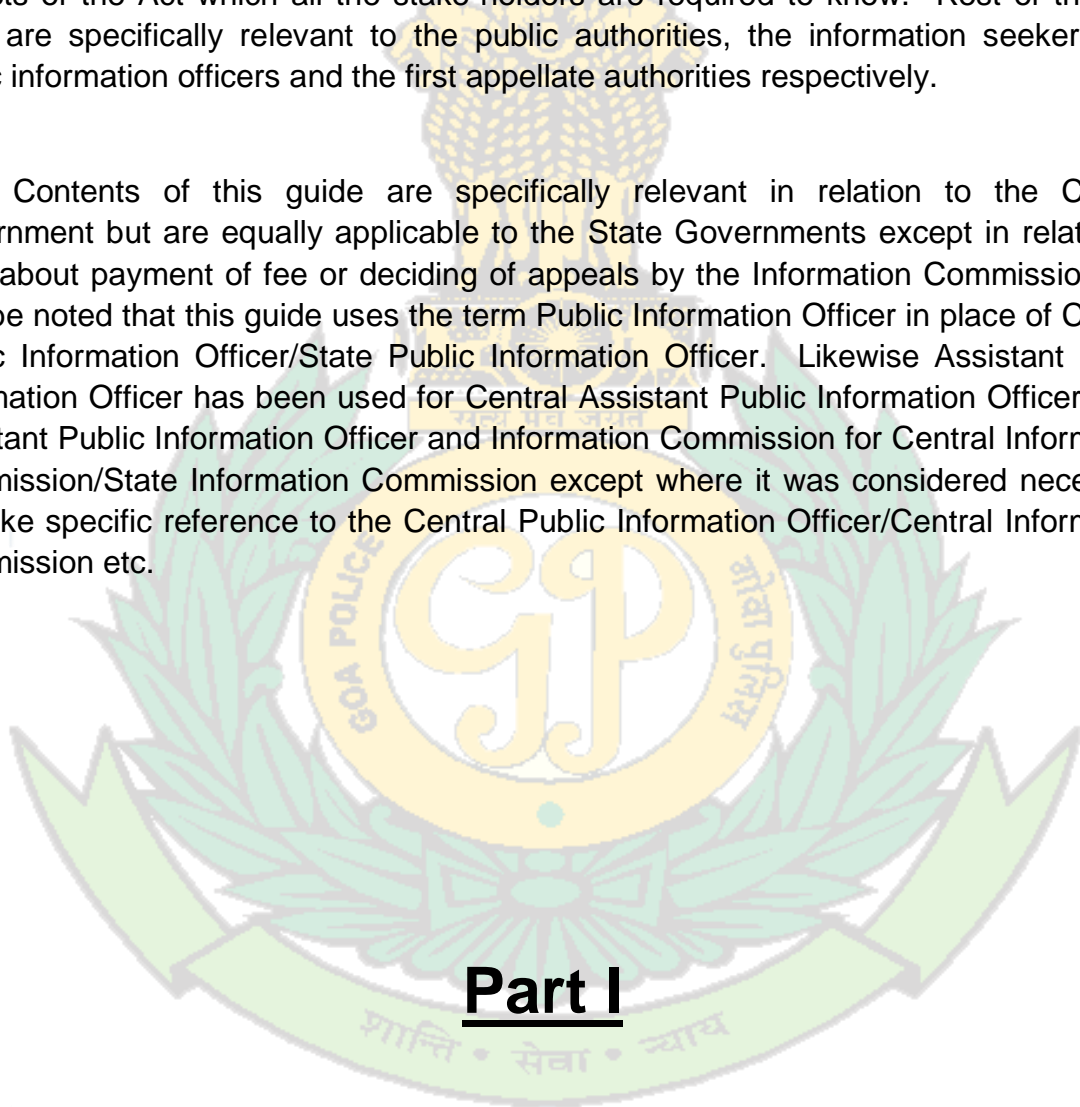 cts of the Act which all the stake holders are required to know. Rest of th
are specifically relevant to the public authorities, the information seeker
c information officers and the first appellate authorities respectively.
Contents of this guide are specifically relevant in relation to the C
rnment but are equally applicable to the State Governments except in relat
about payment of fee or deciding of appeals by the Information Commissio
be noted that this guide uses the term Public Information Officer in place of C
c Information Officer/State Public Information Officer. Likewise Assistant
mation Officer has been used for Central Assistant Public Information Officer
सत्यमेव जयते
tant Public Information Officer and Information Commission for Central Inforn
mission/State Information Commission except where it was considered nece
ke specific reference to the Central Public Information Officer/Central Inforn
mission etc.
GOA POLICE
GP
गोवा पुलिस
Part I
शान्ति • सेवा • न्याय